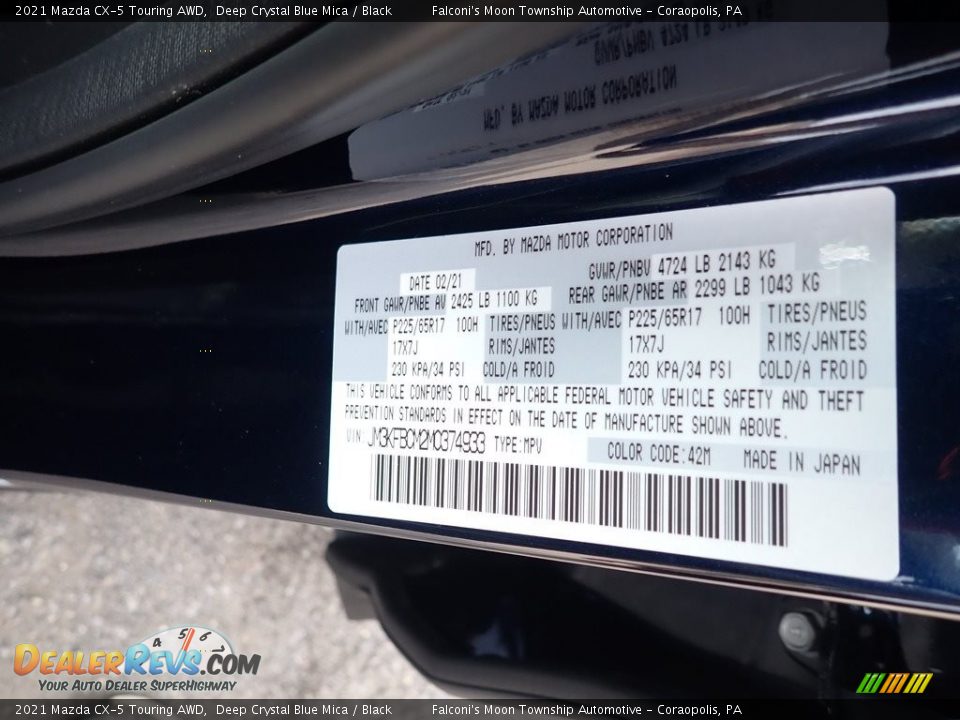 2021 Mazda CX-5 Touring AWD, Deep Crystal Blue Mica / Black Falconi's Moon Township Automotive - Coraopolis, PA
MFD. BY MAZDA MOTOR CORPORATION
DATE 02/21 GVWR/PNBV 4724 LB 2143 KG
FRONT GAWR/PNBE AV 2425 LB 1100 KG REAR GAWR/PNBE AR 2299 LB 1043 KG
WITH/AVEC P225/65R17 100H TIRES/PNEUS WITH/AVEC P225/65R17 100H TIRES/PNEUS
17X7J RIMS/JANTES 17X7J RIMS/JANTES
230 KPA/34 PSI COLD/A FROID 230 KPA/34 PSI COLD/A FROID
THIS VEHICLE CONFORMS TO ALL APPLICABLE FEDERAL MOTOR VEHICLE SAFETY AND THEFT
PREVENTION STANDARDS IN EFFECT ON THE DATE OF MANUFACTURE SHOWN ABOVE.
VIN: JM3KFBCM2M0374933 TYPE:MPV COLOR CODE:42M MADE IN JAPAN
4 5 6
DEALERREVS.COM
YOUR AUTO DEALER SUPERHIGHWAY
2021 Mazda CX-5 Touring AWD, Deep Crystal Blue Mica / Black Falconi's Moon Township Automotive - Coraopolis, PA